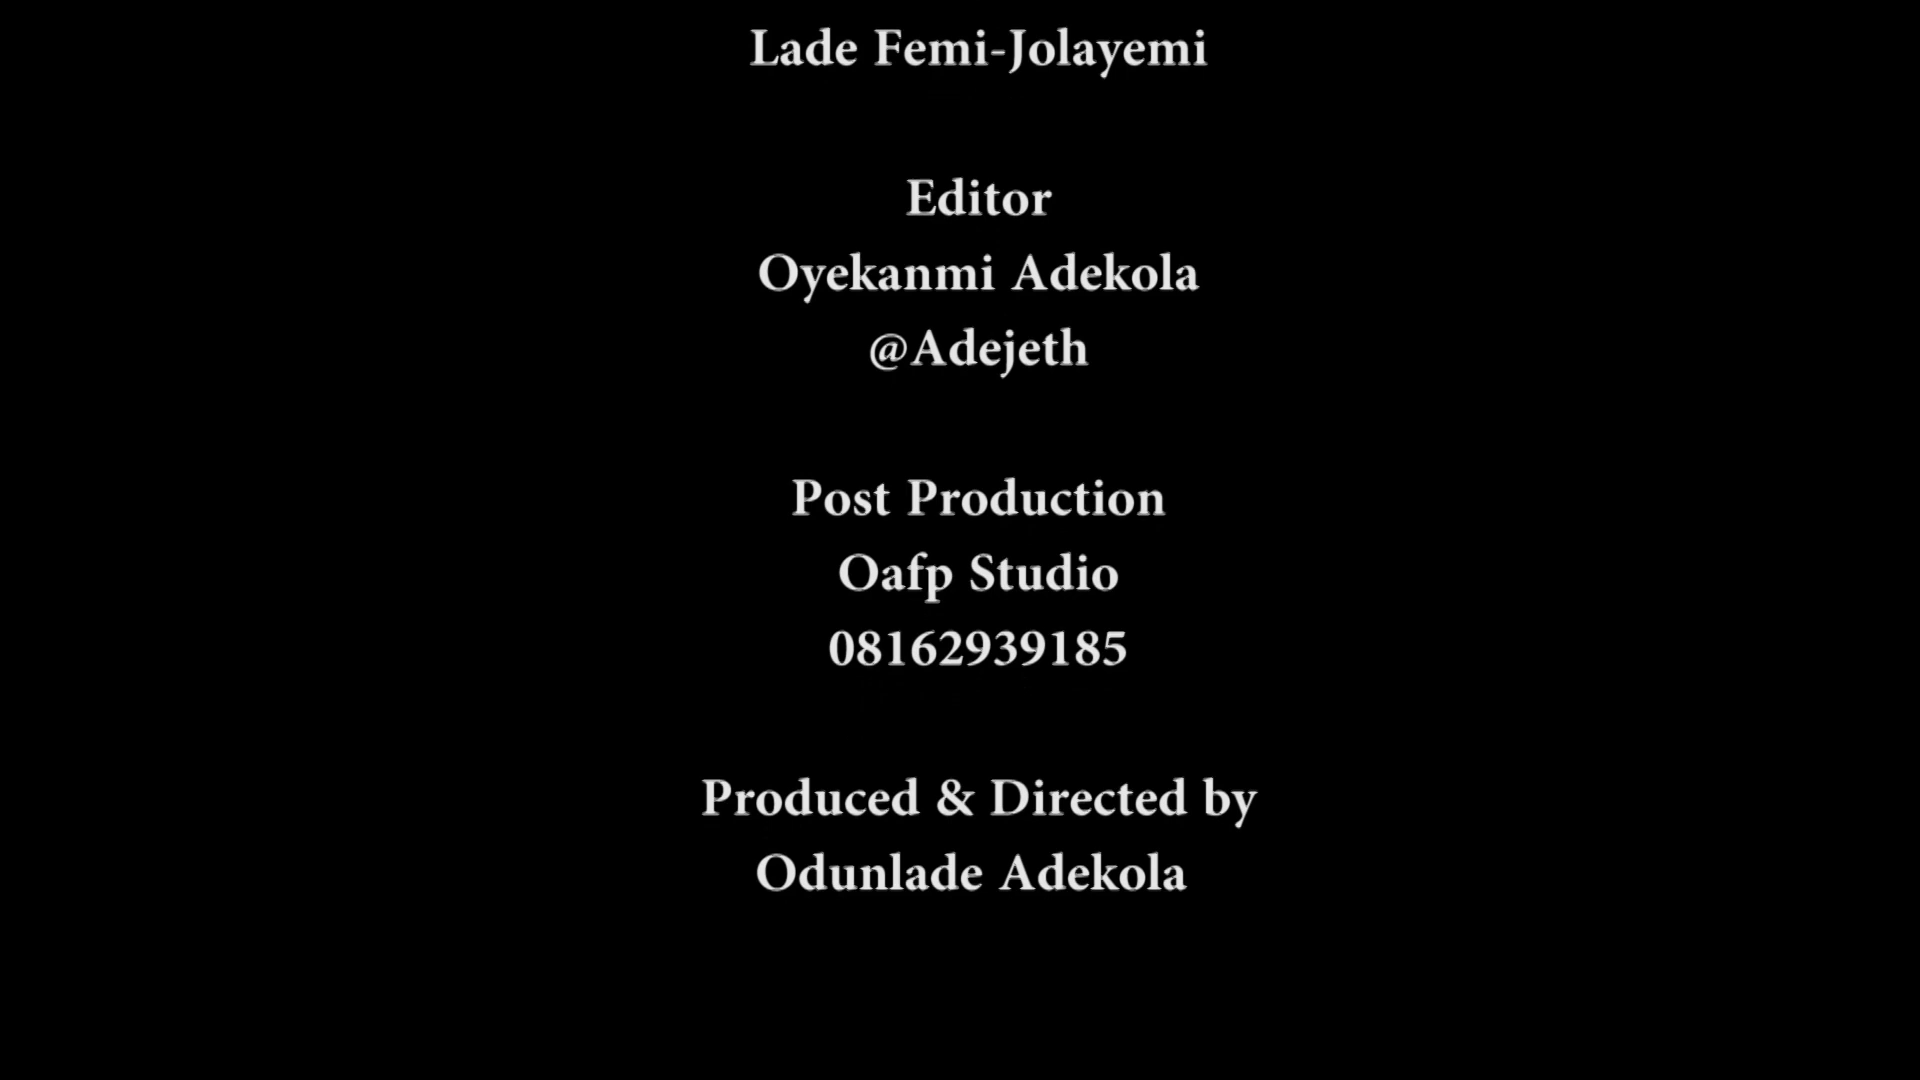 Lade Femi-Jolayemi
Editor
Oyekanmi Adekola
@Adejeth
Post Production
Oafp Studio
08162939185
Produced & Directed by
Odunlade Adekola